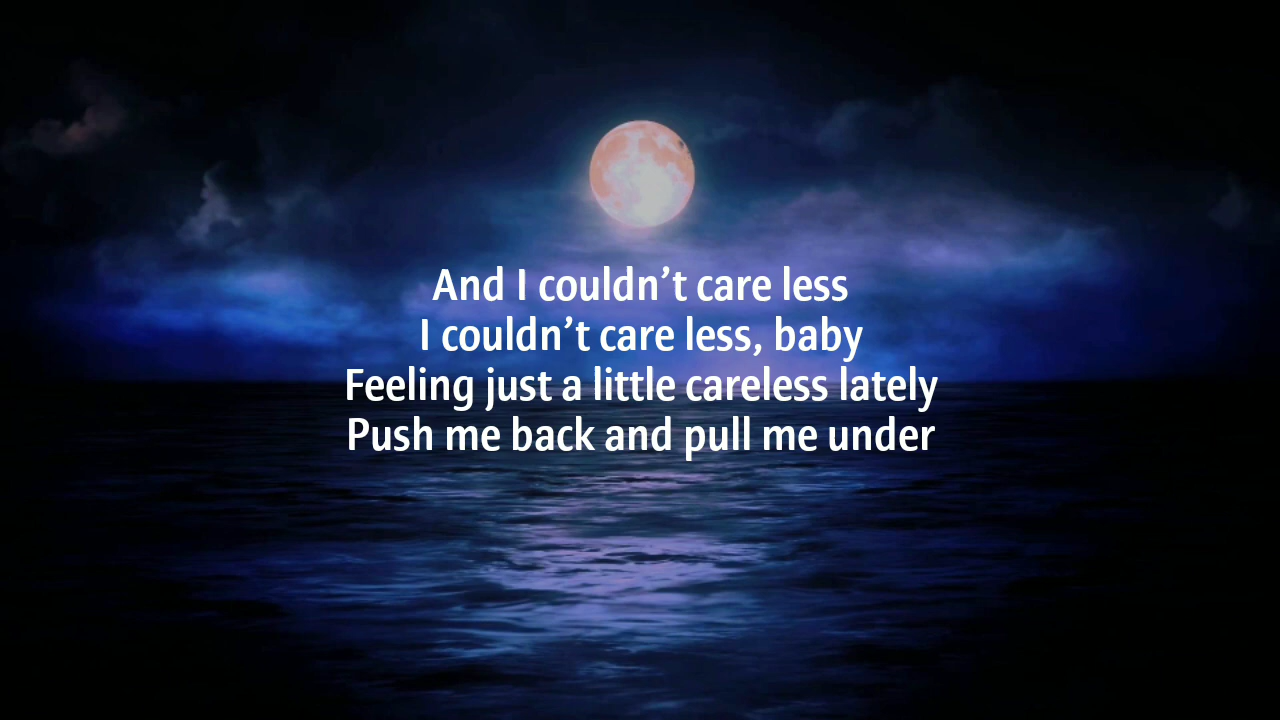 And I couldn’t care less
I couldn’t care less, baby
Feeling just a little careless lately
Push me back and pull me under